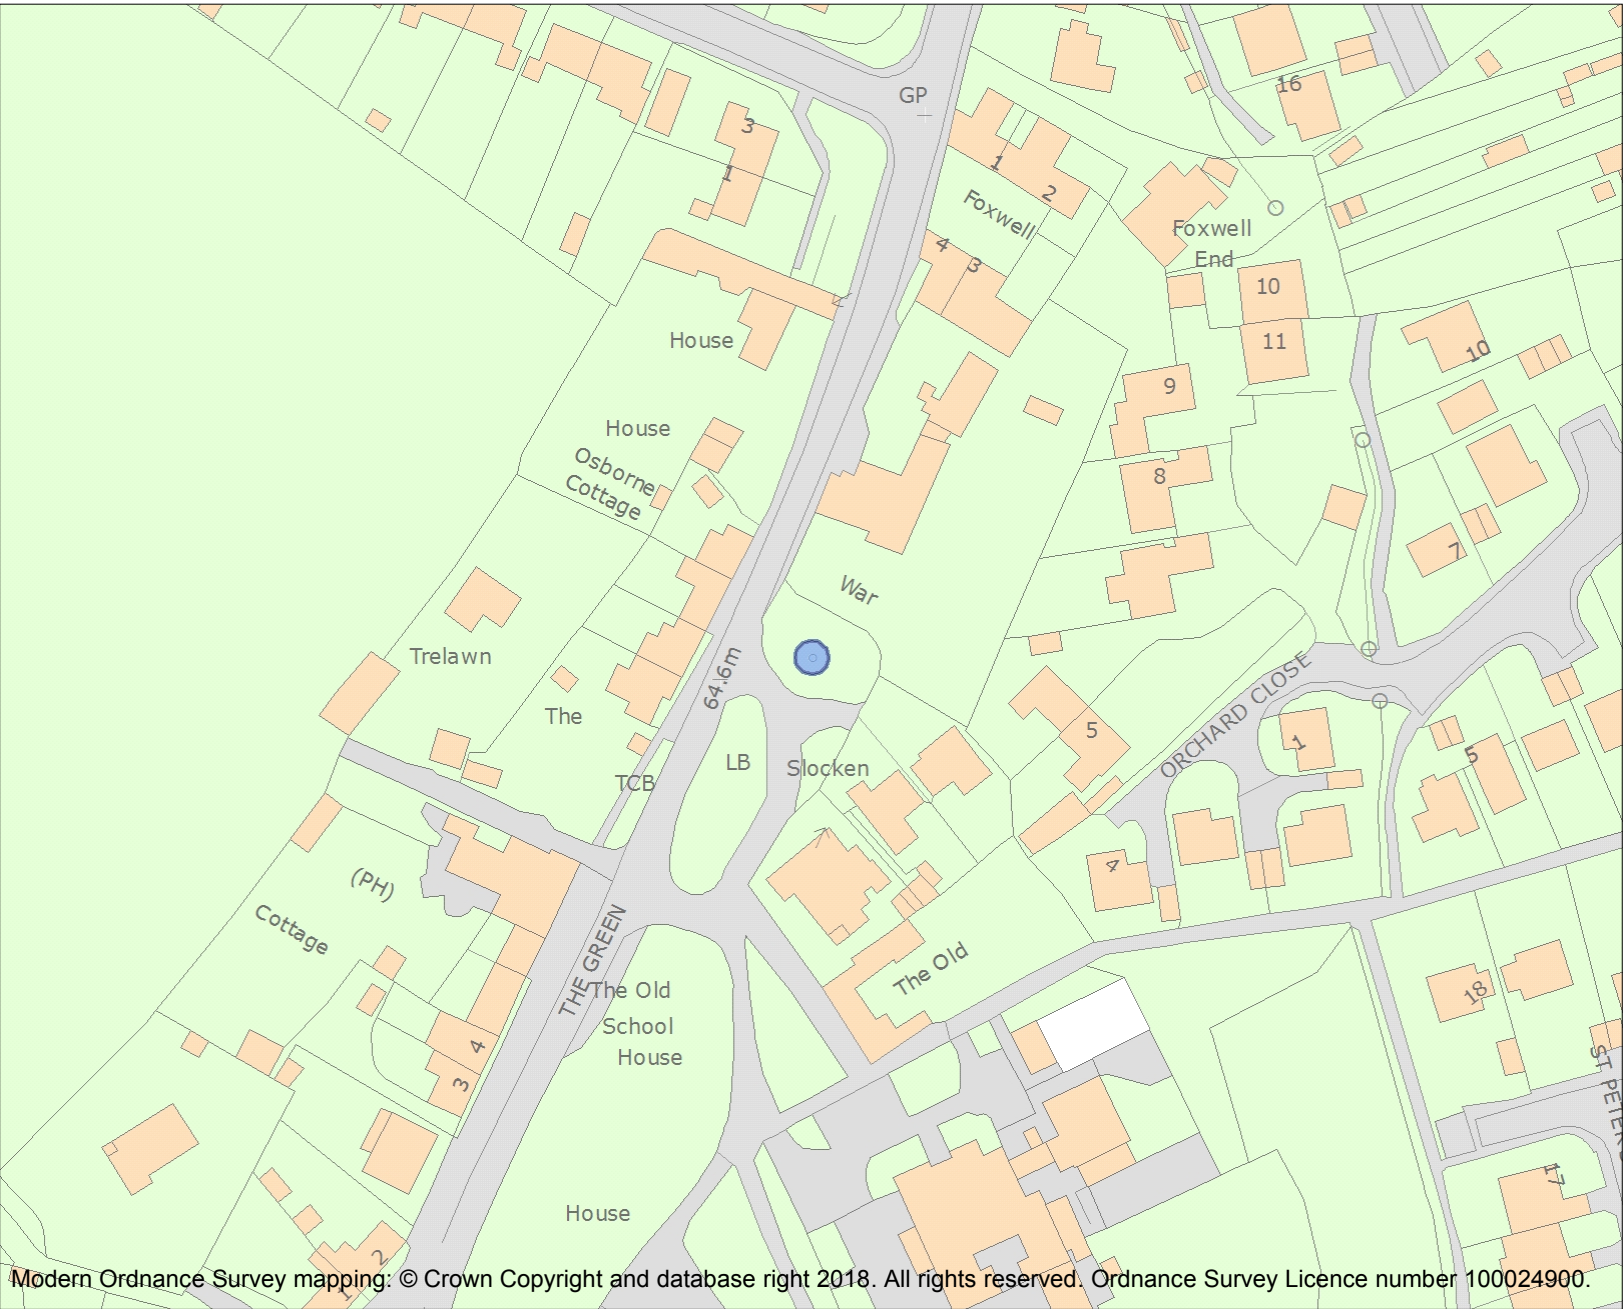 GP
16
3
1
1
2
Foxwell
Foxwell
End
4
3
10
11
House
10
9
House
Osborne
Cottage
8
7
War
Trelawn
64.6m
The
ORCHARD CLOSE
5
1
5
LB
Slocken
TCB
4
(PH)
Cottage
THE GREEN
The Old
The Old
School
House
18
4
3
ST PETER
17
House
2
1
Modern Ordnance Survey mapping: © Crown Copyright and database right 2018. All rights reserved. Ordnance Survey Licence number 100024900.